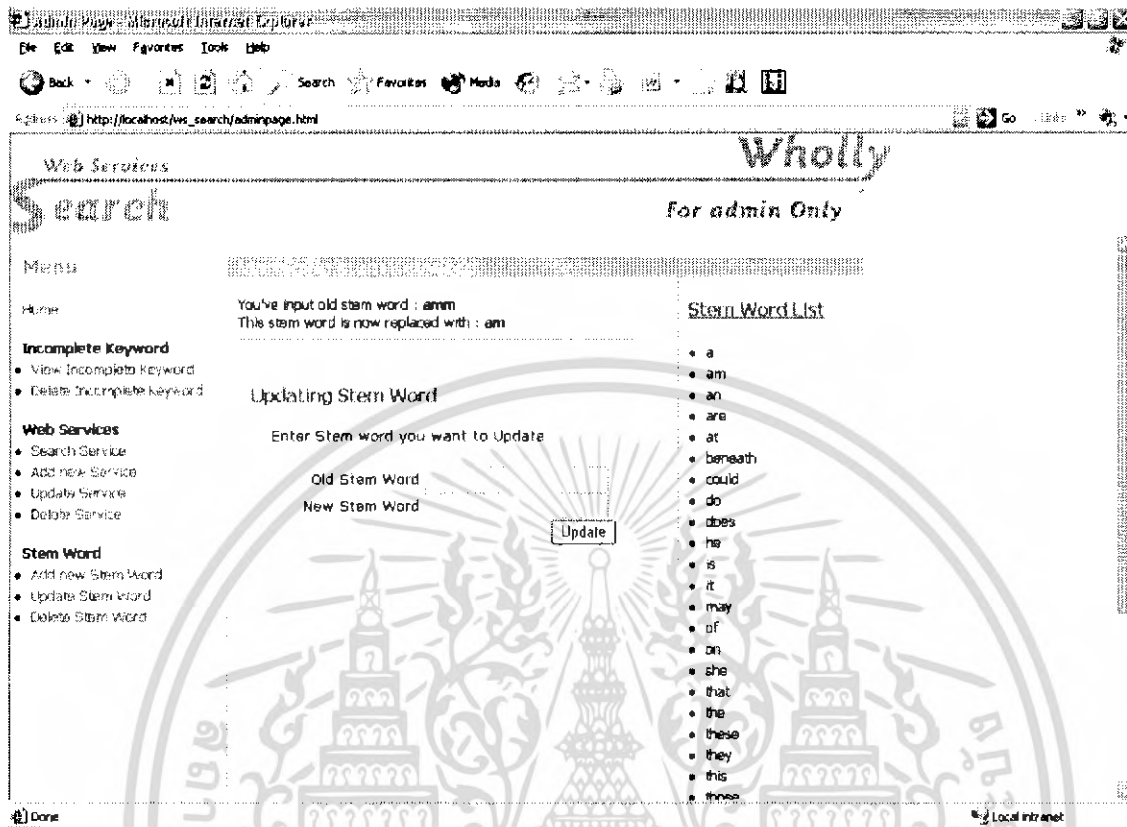 Admin Page - Microsoft Internet Explorer
File Edit View Favorites Tools Help
Back Search Favorites Media
Address http://localhost/ws_search/adminpage.html Go Links »
Web Services
Search
Wholly
For admin Only
Menu
Home
Incomplete Keyword
• View Incomplete Keyword
• Delete Incomplete Keyword
Web Services
• Search Service
• Add new Service
• Update Service
• Delete Service
Stem Word
• Add new Stem Word
• Update Stem Word
• Delete Stem Word
You've input old stem word : amm
This stem word is now replaced with : am
Updating Stem Word
Enter Stem word you want to Update
Old Stem Word
New Stem Word
Update
Stem Word List
• a
• am
• an
• are
• at
• beneath
• could
• do
• does
• he
• is
• it
• may
• of
• on
• she
• that
• the
• these
• they
• this
• those
Done
Local intranet